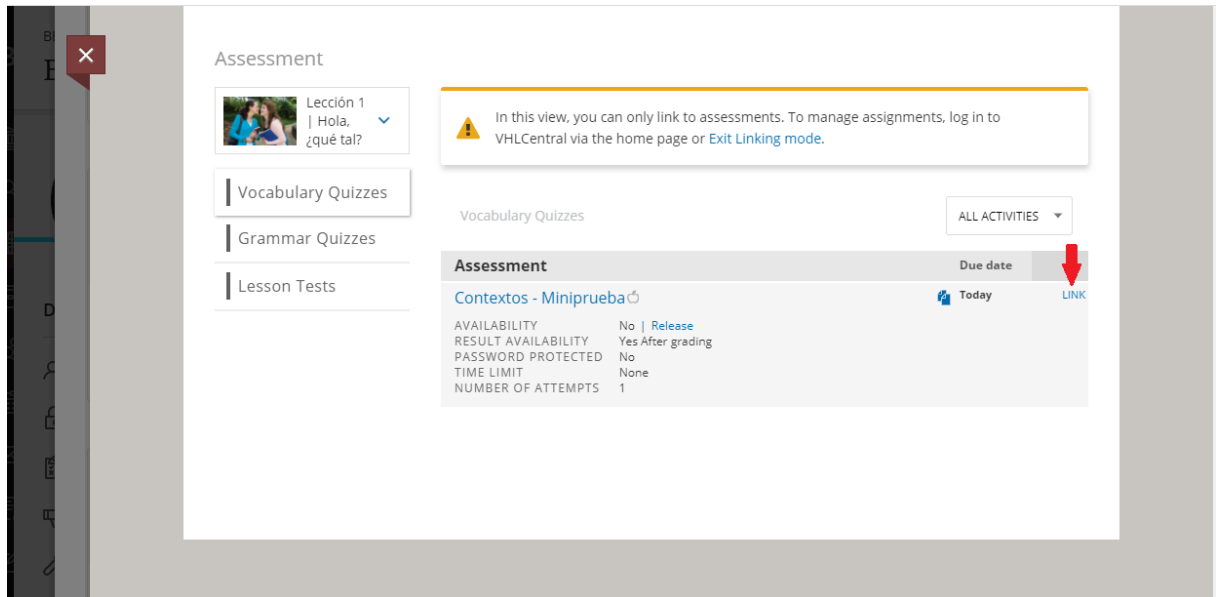 Assessment
Lección 1
| Hola,
¿qué tal?
In this view, you can only link to assessments. To manage assignments, log in to
VHLCentral via the home page or Exit Linking mode.
Vocabulary Quizzes
Grammar Quizzes
Lesson Tests
Vocabulary Quizzes
ALL ACTIVITIES
Assessment Due date
Contextos - Miniprueba Today LINK
AVAILABILITY No | Release
RESULT AVAILABILITY Yes After grading
PASSWORD PROTECTED No
TIME LIMIT None
NUMBER OF ATTEMPTS 1